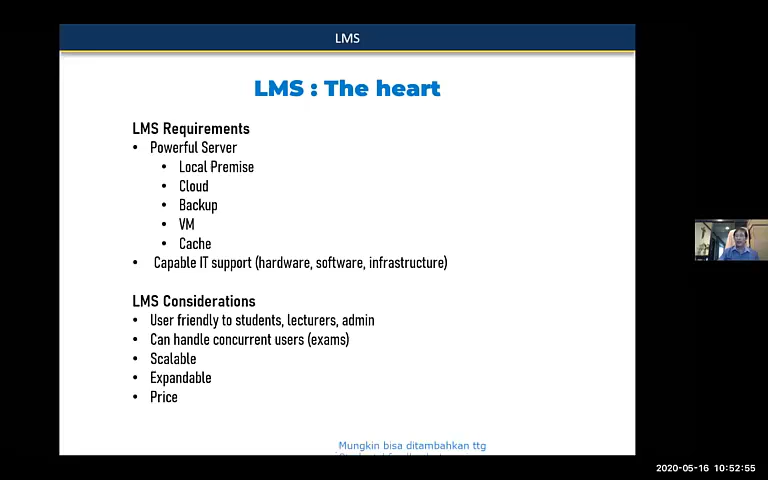 LMS
LMS : The heart
LMS Requirements
• Powerful Server
• Local Premise
• Cloud
• Backup
• VM
• Cache
• Capable IT support (hardware, software, infrastructure)
LMS Considerations
• User friendly to students, lecturers, admin
• Can handle concurrent users (exams)
• Scalable
• Expandable
• Price
Mungkin bisa ditambahkan ttg
2020-05-16 10:52:55